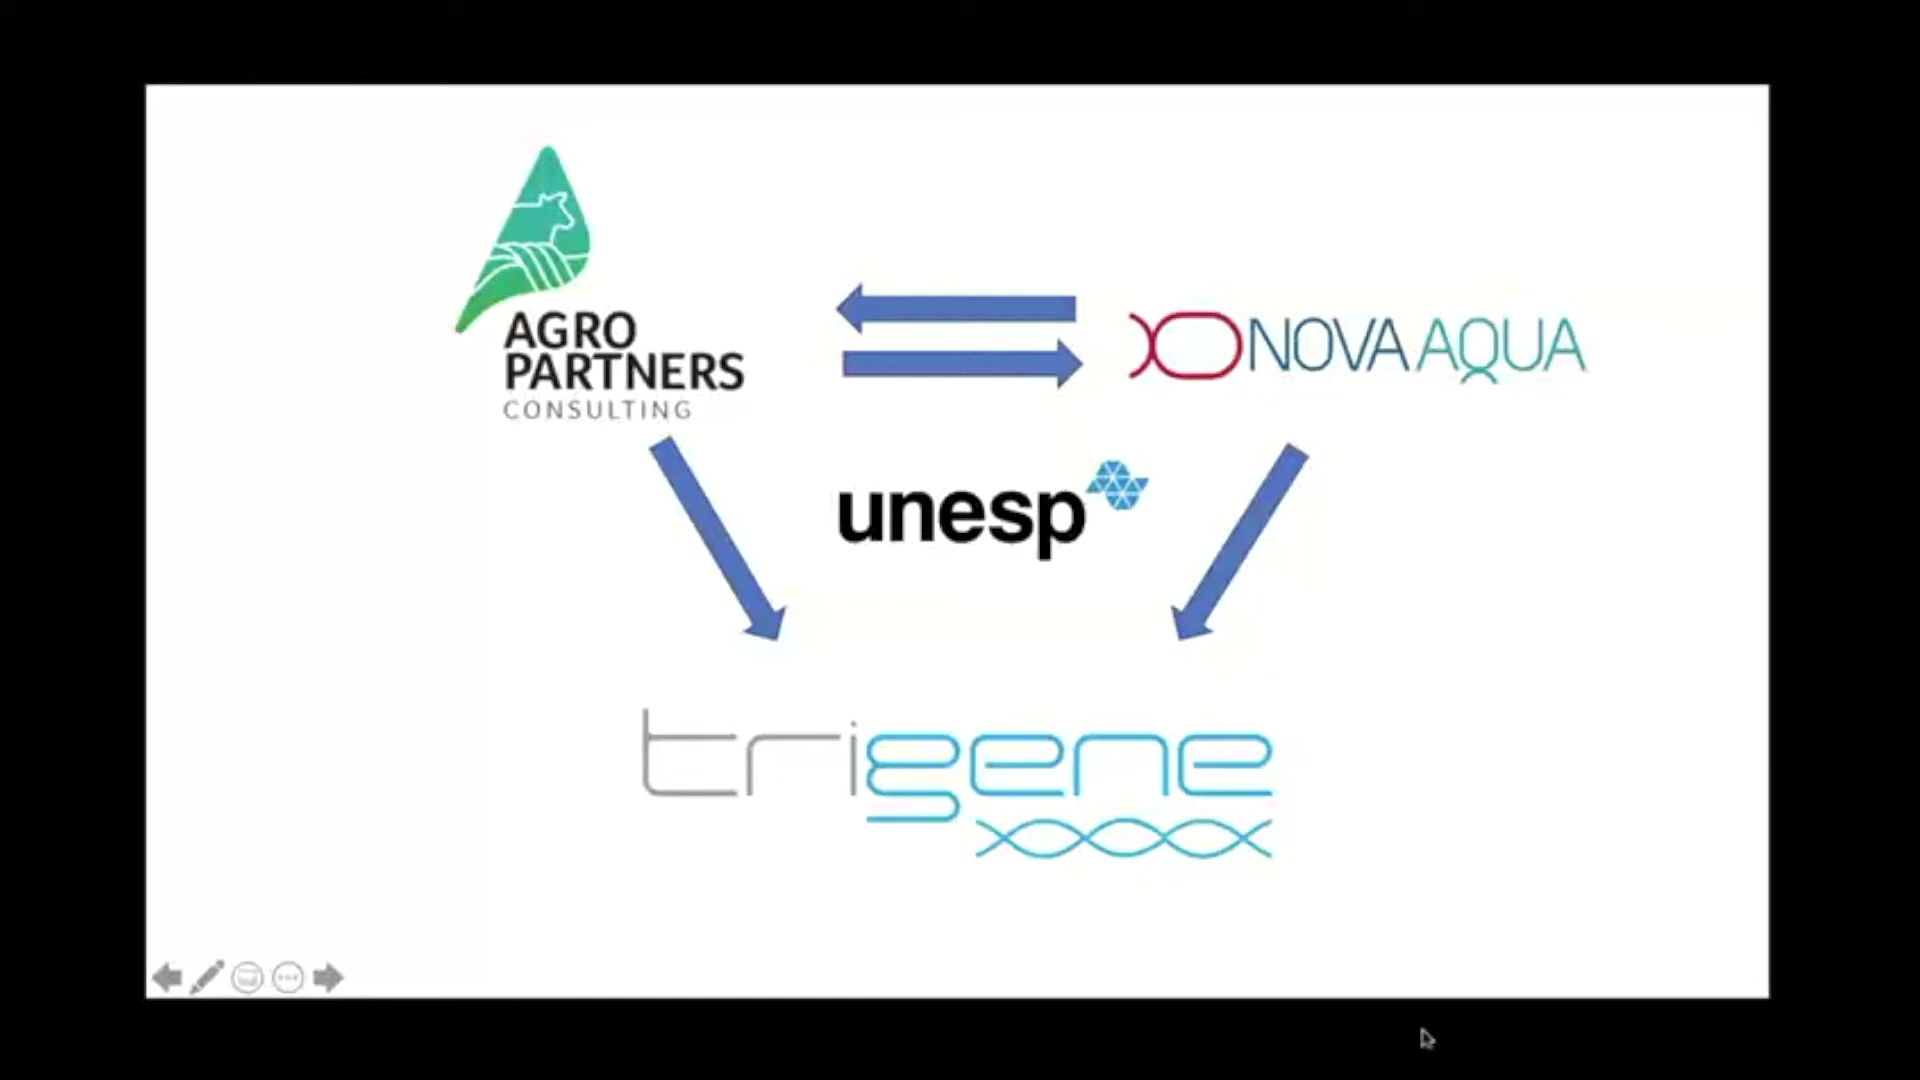 AGRO
PARTNERS
CONSULTING
NOVA AQUA
unesp
trigene